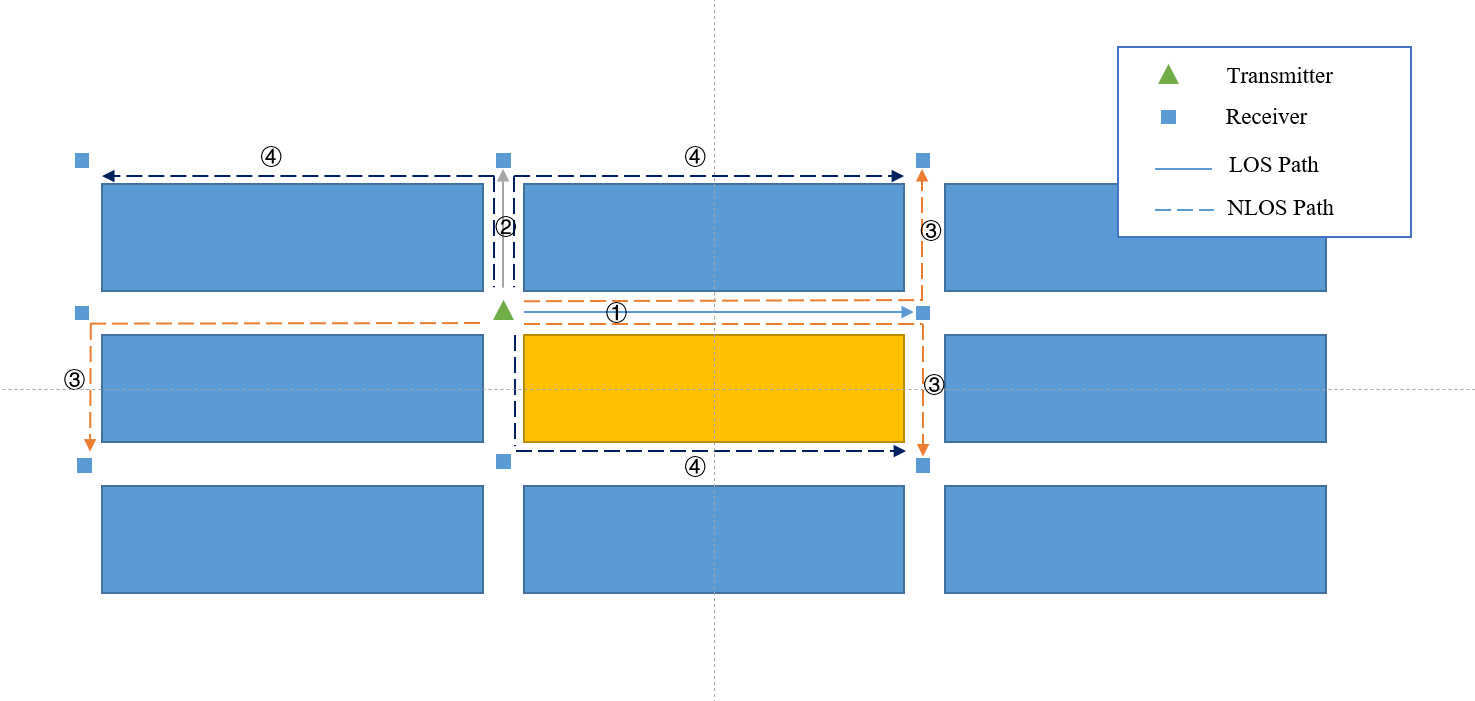 Transmitter
Receiver
LOS Path
NLOS Path
④
④
②
③
①
③
③
④